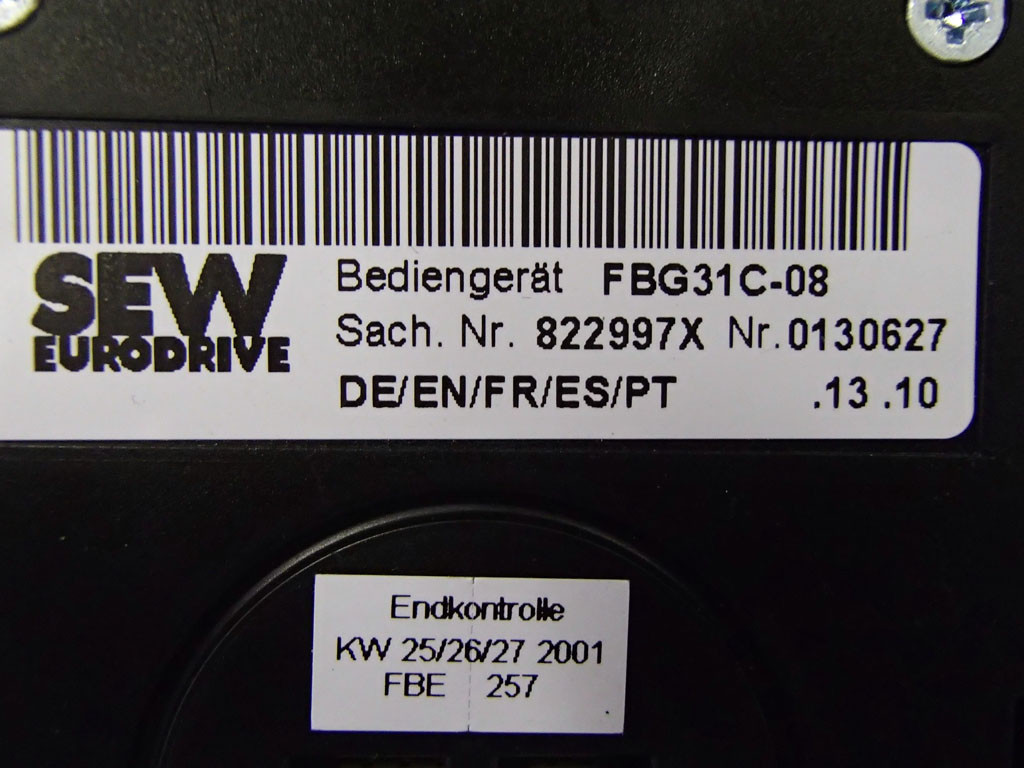 SEW
EURODRIVE
Bediengerät FBG31C-08
Sach. Nr. 822997X Nr.0130627
DE/EN/FR/ES/PT .13 .10
Endkontrolle
KW 25/26/27 2001
FBE 257